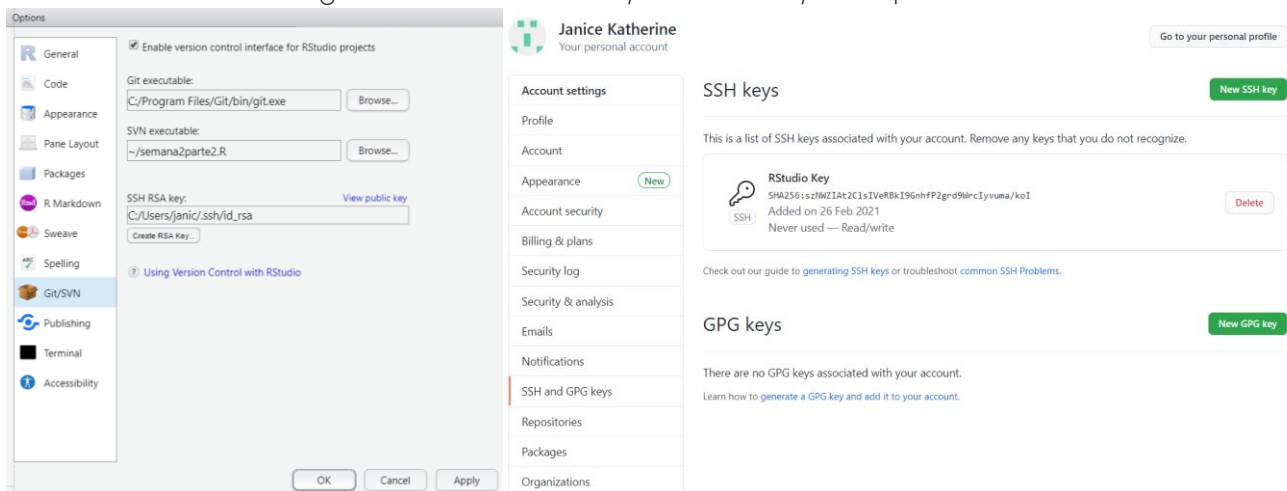 Options
General
Code
Appearance
Pane Layout
Packages
R Markdown
Sweave
Spelling
Git/SVN
Publishing
Terminal
Accessibility
Enable version control interface for RStudio projects
Git executable:
C:/Program Files/Git/bin/git.exe
Browse...
SVN executable:
~/semana2parte2.R
Browse...
SSH RSA key:
View public key
C:/Users/janic/.ssh/id_rsa
Create RSA Key...
Using Version Control with RStudio
OK
Cancel
Apply
Janice Katherine
Your personal account
Go to your personal profile
Account settings
Profile
Account
Appearance
New
Account security
Billing & plans
Security log
Security & analysis
Emails
Notifications
SSH and GPG keys
Repositories
Packages
Organizations
SSH keys
New SSH key
This is a list of SSH keys associated with your account. Remove any keys that you do not recognize.
SSH
RStudio Key
SHA256:szNWZIAt2ClsIVeRBkI9GnhfP2grd9WrcIyvuma/koI
Added on 26 Feb 2021
Never used — Read/write
Delete
Check out our guide to generating SSH keys or troubleshoot common SSH Problems.
GPG keys
New GPG key
There are no GPG keys associated with your account.
Learn how to generate a GPG key and add it to your account.